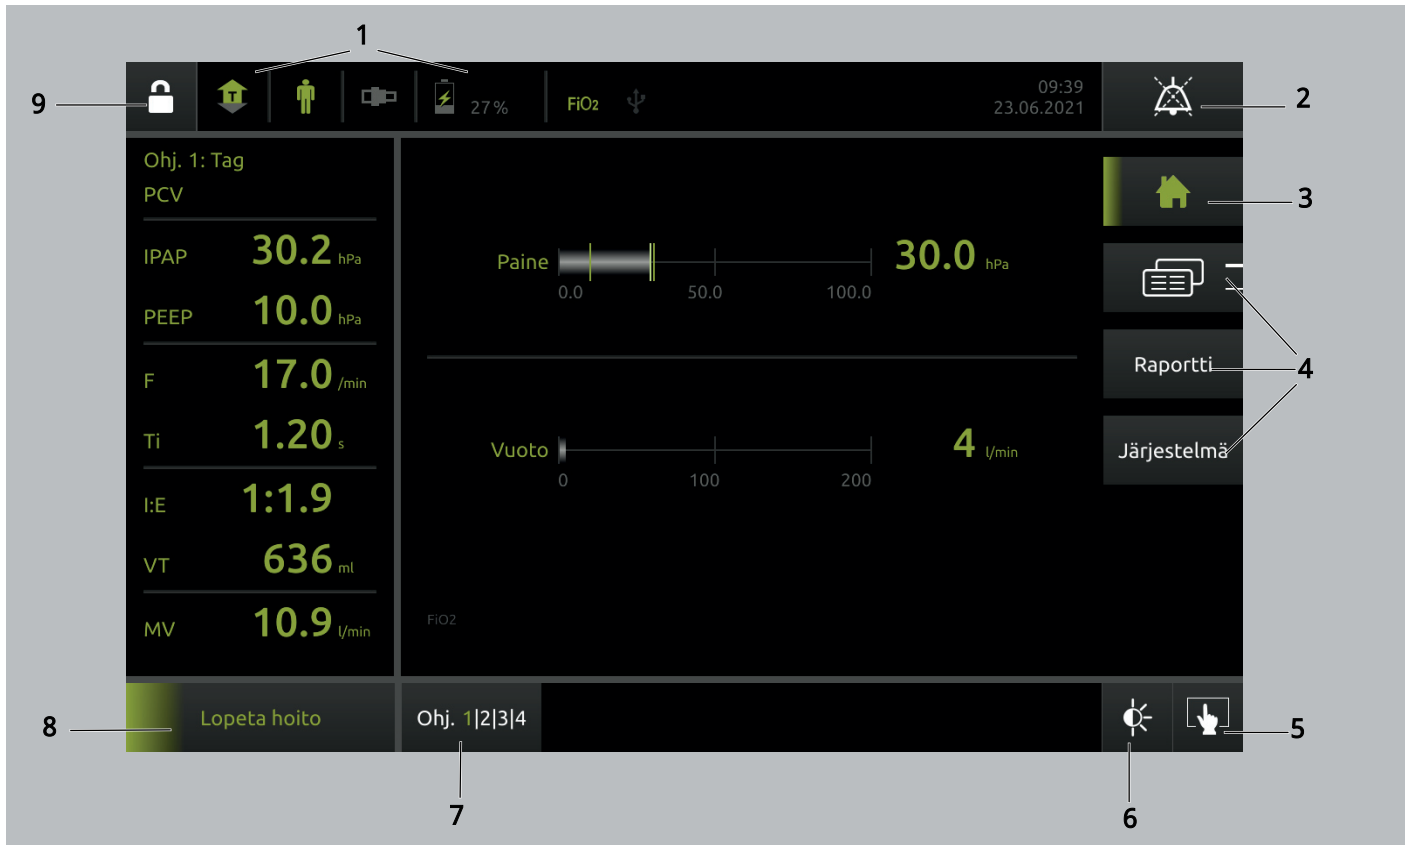 1
9
T
27%
FiO2
09:39
23.06.2021
2
Ohj. 1: Tag
PCV
IPAP 30.2 hPa
PEEP 10.0 hPa
F 17.0 /min
Ti 1.20 s
I:E 1:1.9
VT 636 ml
MV 10.9 l/min
Paine 30.0 hPa
0.0 50.0 100.0
Vuoto 4 l/min
0 100 200
FiO2
3
4
Raportti
Järjestelmä
8
Lopeta hoito
Ohj. 1|2|3|4
5
7
6